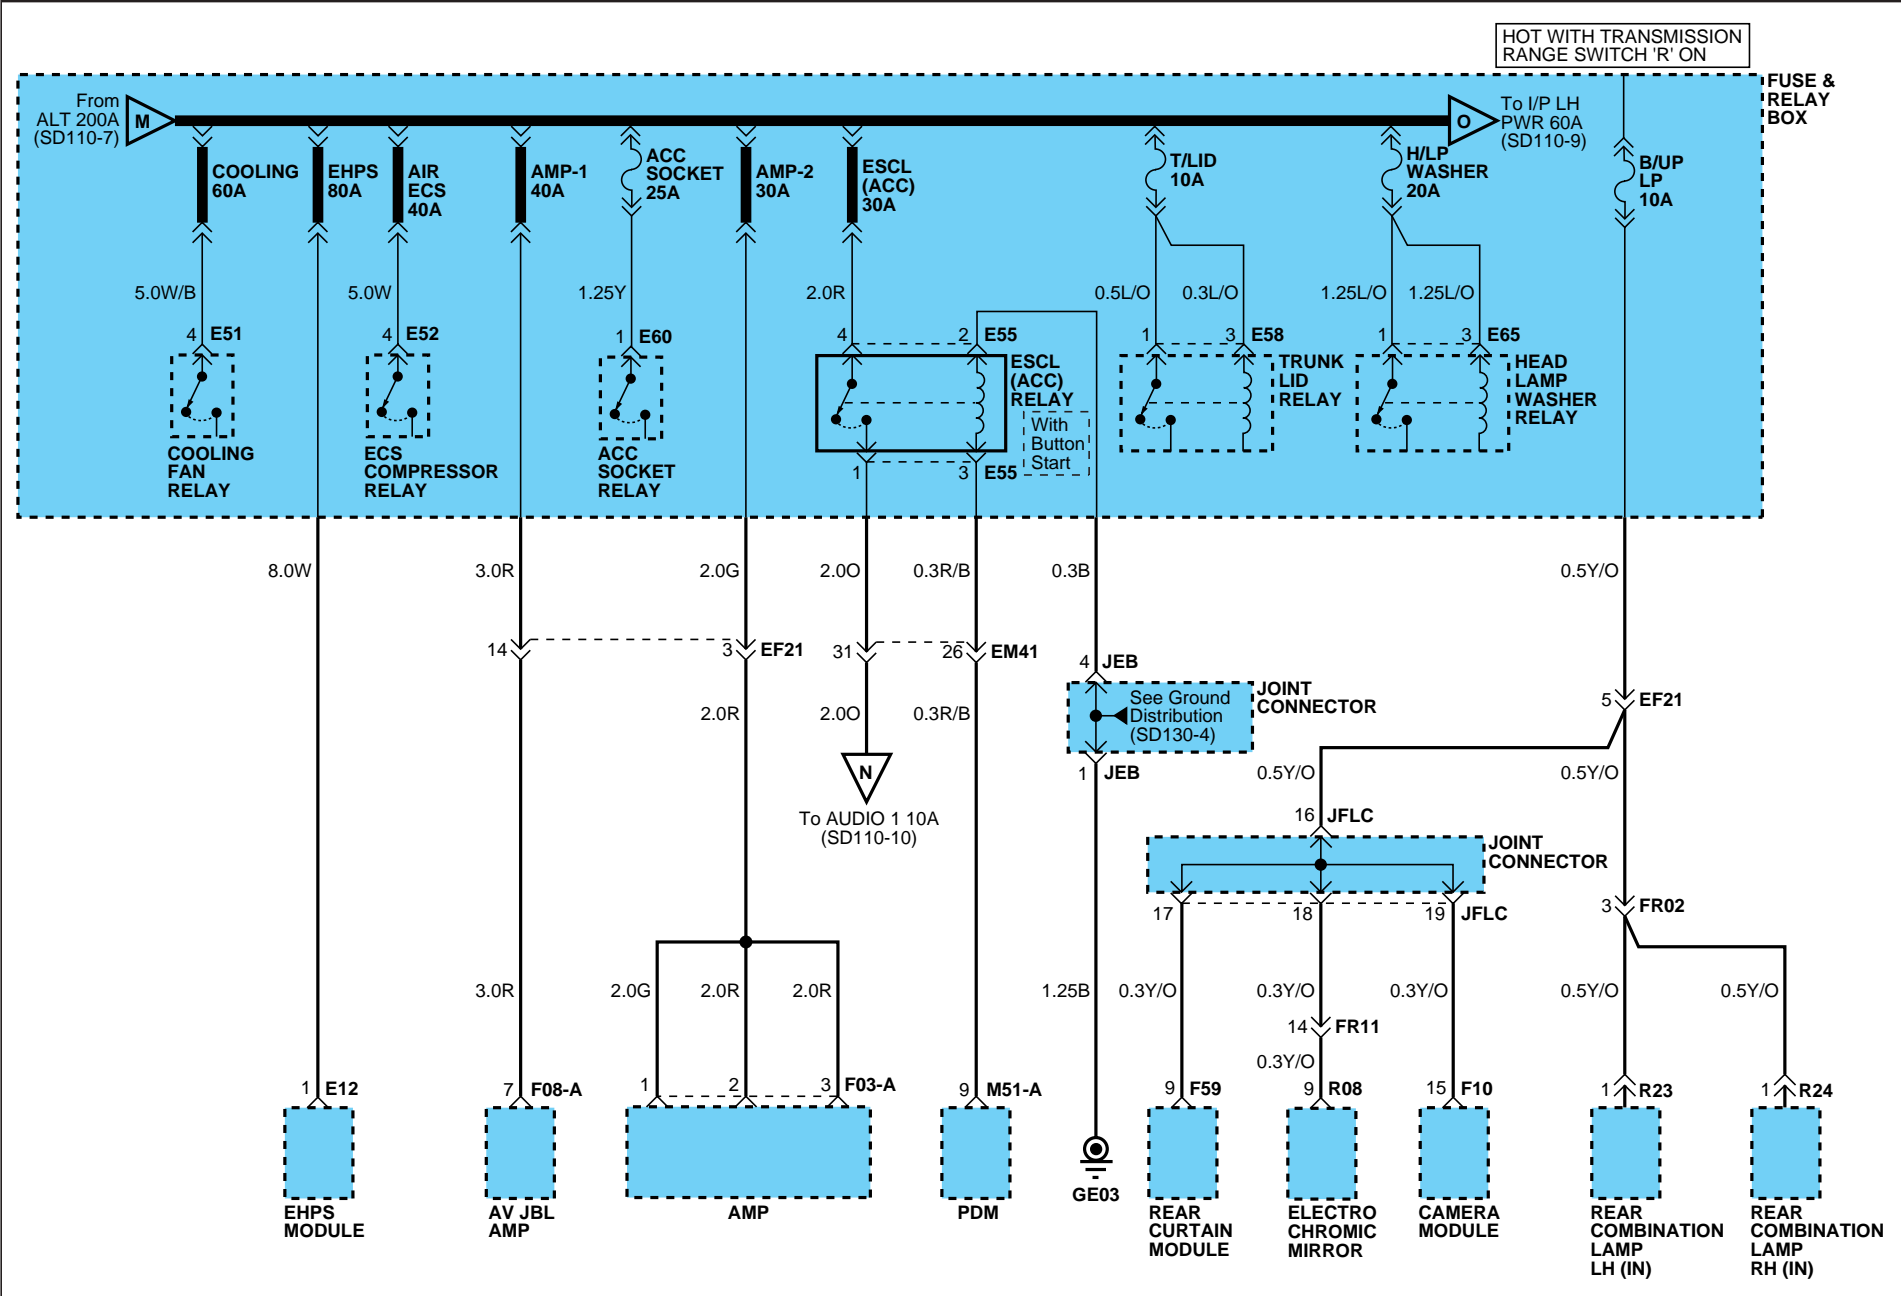 HOT WITH TRANSMISSION
RANGE SWITCH 'R' ON
FUSE &
RELAY
BOX
From
ALT 200A
(SD110-7)
M
O
To I/P LH
PWR 60A
(SD110-9)
COOLING
60A
EHPS
80A
AIR
ECS
40A
AMP-1
40A
ACC
SOCKET
25A
AMP-2
30A
ESCL
(ACC)
30A
T/LID
10A
H/LP
WASHER
20A
B/UP
LP
10A
5.0W/B
5.0W
1.25Y
2.0R
0.5L/O
0.3L/O
1.25L/O
1.25L/O
4
E51
4
E52
1
E60
4
2
E55
1
3
E58
1
3
E65
COOLING
FAN
RELAY
ECS
COMPRESSOR
RELAY
ACC
SOCKET
RELAY
ESCL
(ACC)
RELAY
With
Button
Start
TRUNK
LID
RELAY
HEAD
LAMP
WASHER
RELAY
1
3
E55
8.0W
3.0R
2.0G
2.0O
0.3R/B
0.3B
0.5Y/O
14
3
EF21
31
26
EM41
4
JEB
See Ground
Distribution
(SD130-4)
JOINT
CONNECTOR
1
JEB
5
EF21
2.0R
2.0O
0.3R/B
N
To AUDIO 1 10A
(SD110-10)
0.5Y/O
0.5Y/O
16
JFLC
JOINT
CONNECTOR
17
18
19
JFLC
3
FR02
3.0R
2.0G
2.0R
2.0R
1.25B
0.3Y/O
0.3Y/O
0.3Y/O
0.5Y/O
0.5Y/O
14
FR11
0.3Y/O
1
E12
7
F08-A
1
2
3
F03-A
9
M51-A
9
F59
9
R08
15
F10
1
R23
1
R24
EHPS
MODULE
AV JBL
AMP
AMP
PDM
GE03
REAR
CURTAIN
MODULE
ELECTRO
CHROMIC
MIRROR
CAMERA
MODULE
REAR
COMBINATION
LAMP
LH (IN)
REAR
COMBINATION
LAMP
RH (IN)